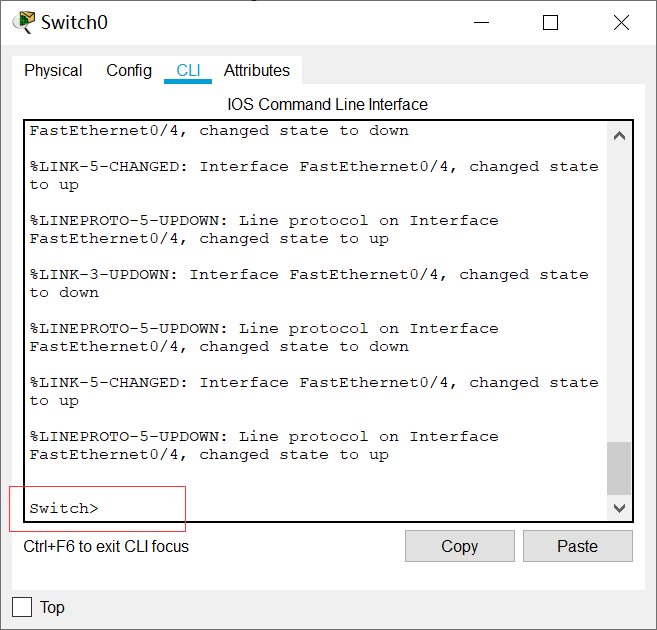 Switch0
Physical Config CLI Attributes
IOS Command Line Interface
FastEthernet0/4, changed state to down
%LINK-5-CHANGED: Interface FastEthernet0/4, changed state
to up
%LINEPROTO-5-UPDOWN: Line protocol on Interface
FastEthernet0/4, changed state to up
%LINK-3-UPDOWN: Interface FastEthernet0/4, changed state
to down
%LINEPROTO-5-UPDOWN: Line protocol on Interface
FastEthernet0/4, changed state to down
%LINK-5-CHANGED: Interface FastEthernet0/4, changed state
to up
%LINEPROTO-5-UPDOWN: Line protocol on Interface
FastEthernet0/4, changed state to up
Switch>
Ctrl+F6 to exit CLI focus
Copy Paste
Top